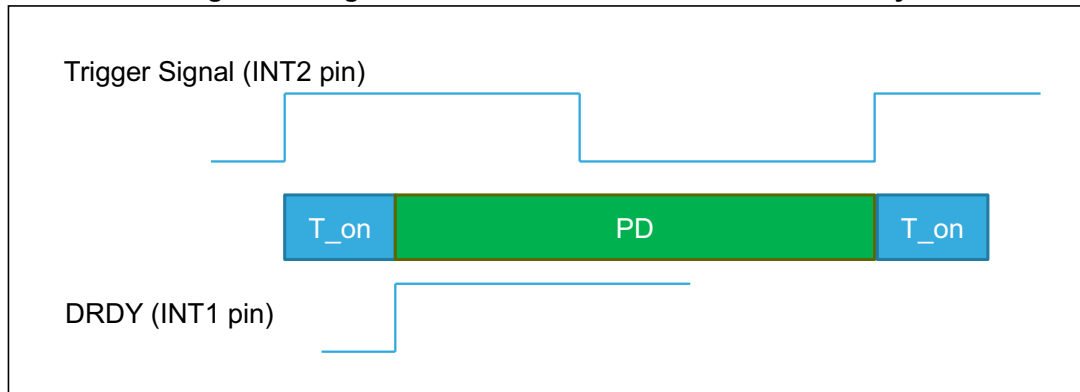 Trigger Signal (INT2 pin)
T_on PD T_on
DRDY (INT1 pin)